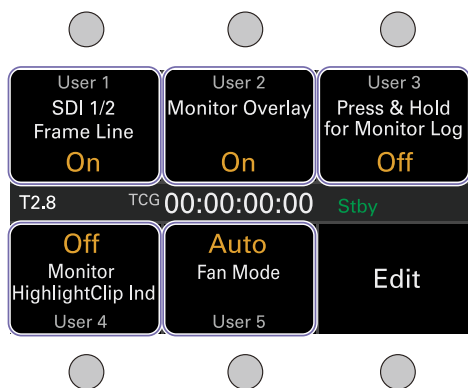 User 1
SDI 1/2
Frame Line
On
User 2
Monitor Overlay
On
User 3
Press & Hold
for Monitor Log
Off
T2.8 TCG 00:00:00:00 Stby
Off
Monitor
HighlightClip Ind
User 4
Auto
Fan Mode
User 5
Edit